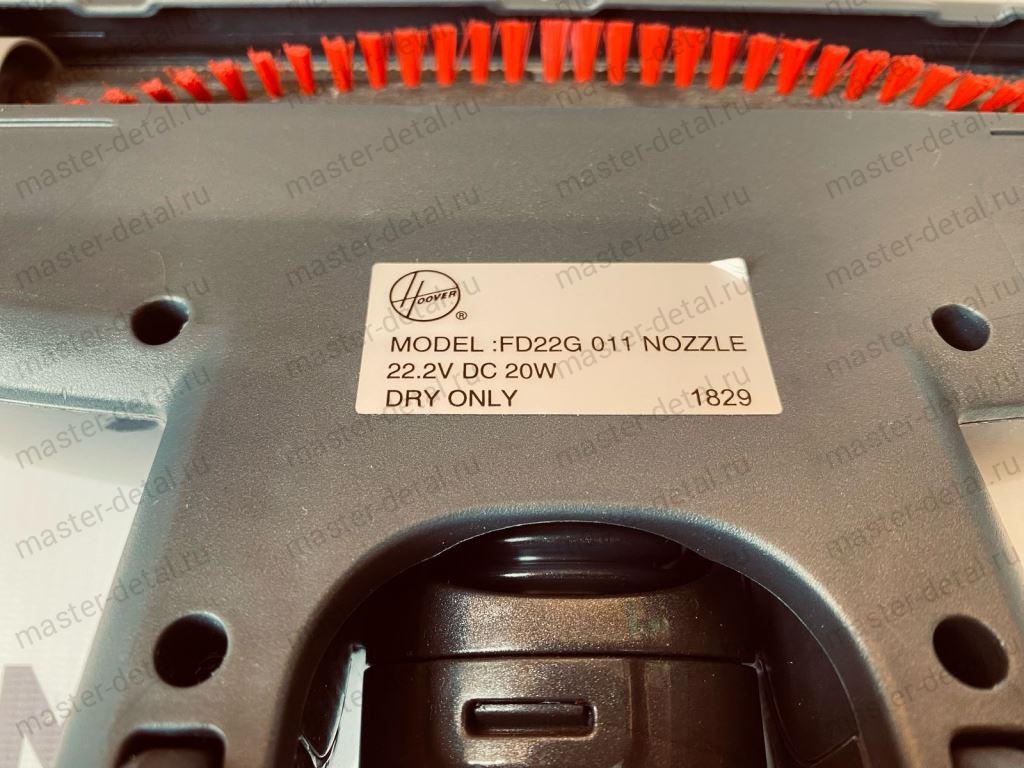 HOOVER
®
MODEL :FD22G 011 NOZZLE
22.2V DC 20W
DRY ONLY 1829
master-detal.ru